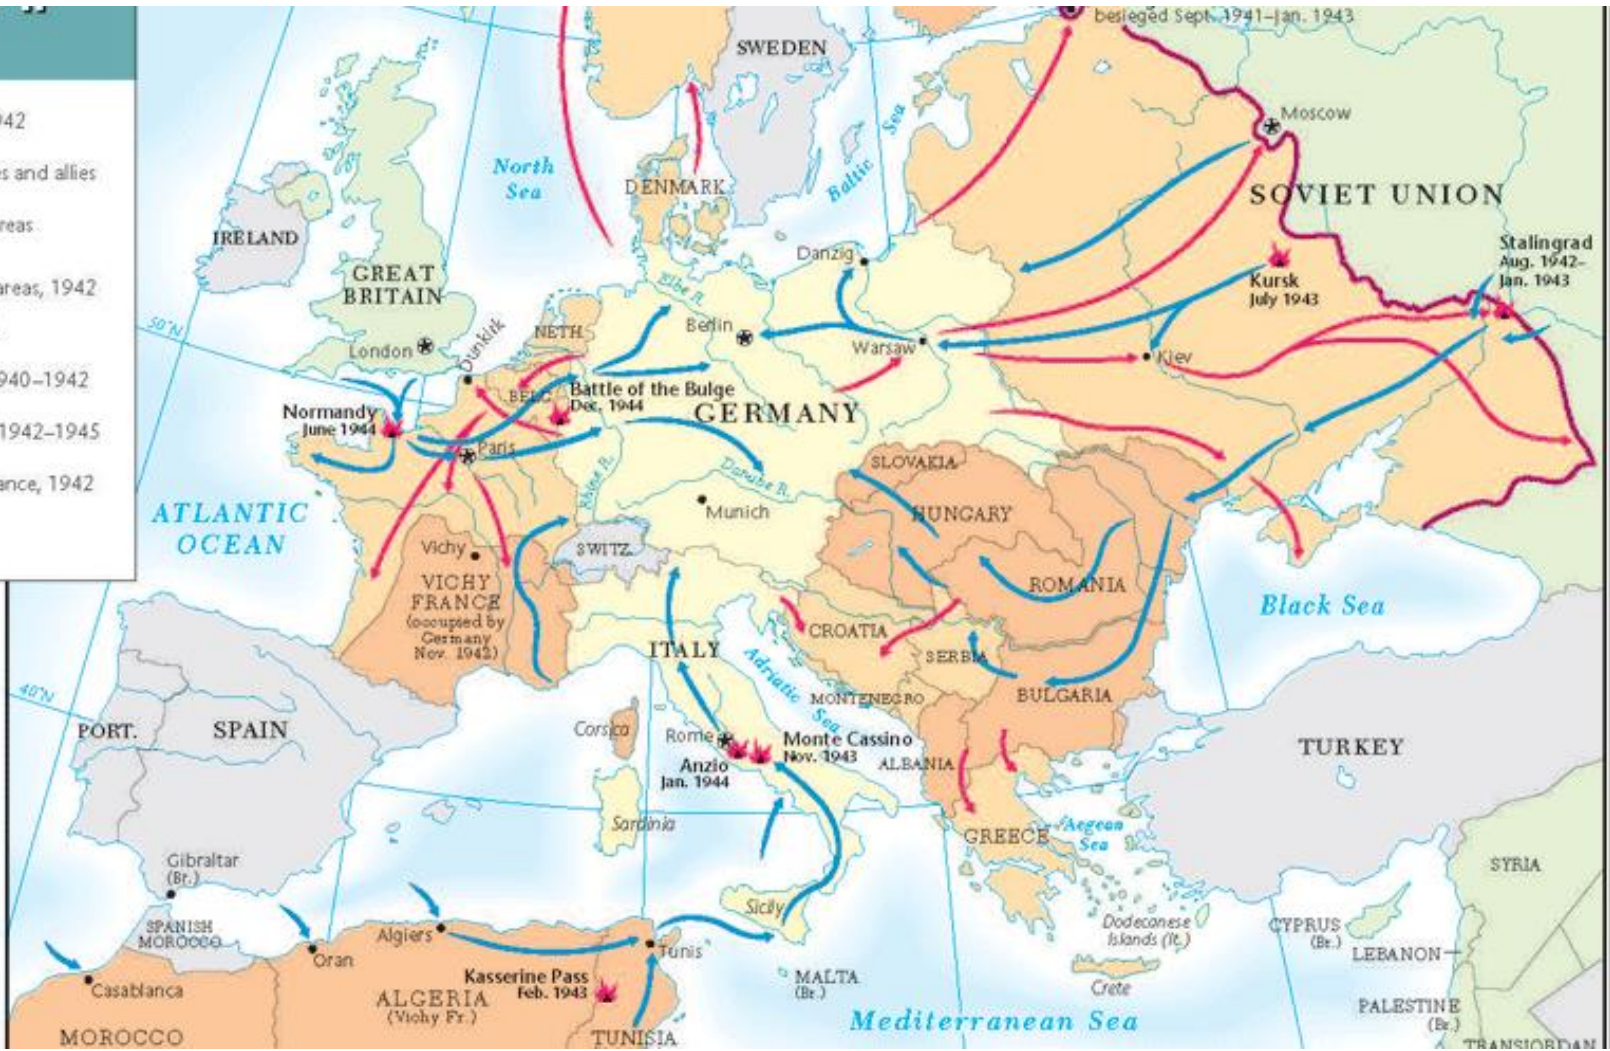 42
s and allies
reas
areas, 1942
940–1942
1942–1945
ance, 1942
besieged Sept. 1941–Jan. 1943
SWEDEN
Moscow
North
Sea
Baltic Sea
DENMARK
SOVIET UNION
IRELAND
GREAT
BRITAIN
Danzig
Stalingrad
Aug. 1942–
Jan. 1943
Kursk
July 1943
Elbe R.
50°N
NETH.
Berlin
London
Dunkirk
Warsaw
Kiev
BELG.
Battle of the Bulge
Dec. 1944
Normandy
June 1944
GERMANY
Paris
SLOVAKIA
Rhine R.
Danube R.
ATLANTIC
OCEAN
Munich
HUNGARY
Vichy
SWITZ.
VICHY
FRANCE
(occupied by
Germany
Nov. 1942)
ROMANIA
Black Sea
CROATIA
ITALY
SERBIA
Adriatic Sea
40°N
MONTENEGRO
BULGARIA
PORT.
SPAIN
Corsica
Rome
Monte Cassino
Nov. 1943
Anzio
Jan. 1944
ALBANIA
TURKEY
Sardinia
GREECE
Aegean
Sea
Gibraltar
(Br.)
SYRIA
Sicily
SPANISH
MOROCCO
Algiers
Dodecanese
Islands (It.)
CYPRUS
(Br.)
LEBANON
Oran
Tunis
Casablanca
Kasserine Pass
Feb. 1943
MALTA
(Br.)
Crete
ALGERIA
(Vichy Fr.)
PALESTINE
(Br.)
Mediterranean Sea
MOROCCO
TUNISIA
TRANSJORDAN